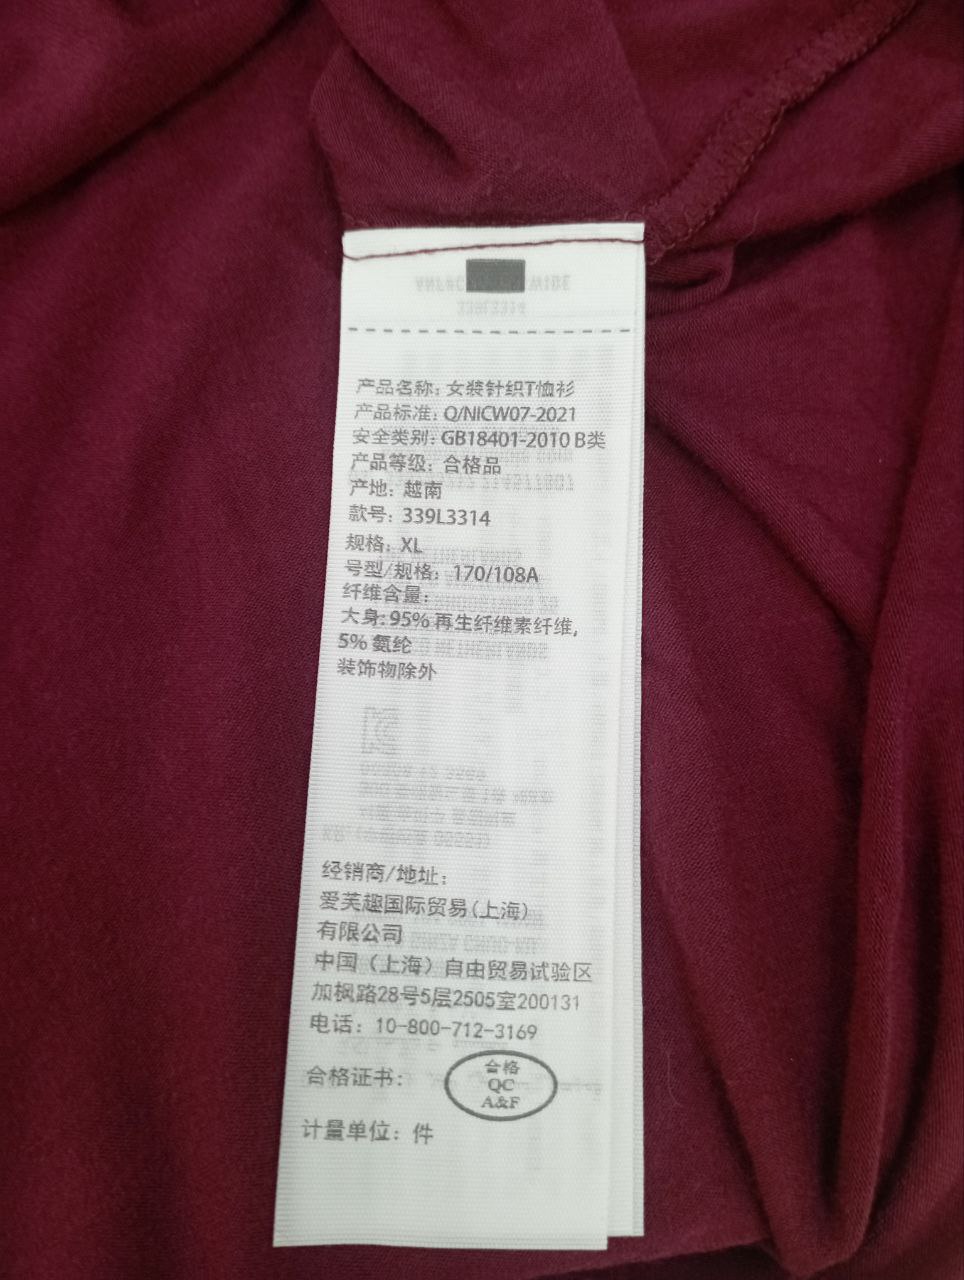 产品名称: 女装针织T恤衫
产品标准: Q/NICW07-2021
安全类别: GB18401-2010 B类
产品等级: 合格品
产地: 越南
款号: 339L3314
规格: XL
号型/规格: 170/108A
纤维含量:
大身: 95% 再生纤维素纤维,
5% 氨纶
装饰物除外
经销商/地址:
爱芙趣国际贸易(上海)
有限公司
中国（上海）自由贸易试验区
加枫路28号5层2505室200131
电话: 10-800-712-3169
合格证书:
合格
QC
A&F
计量单位: 件